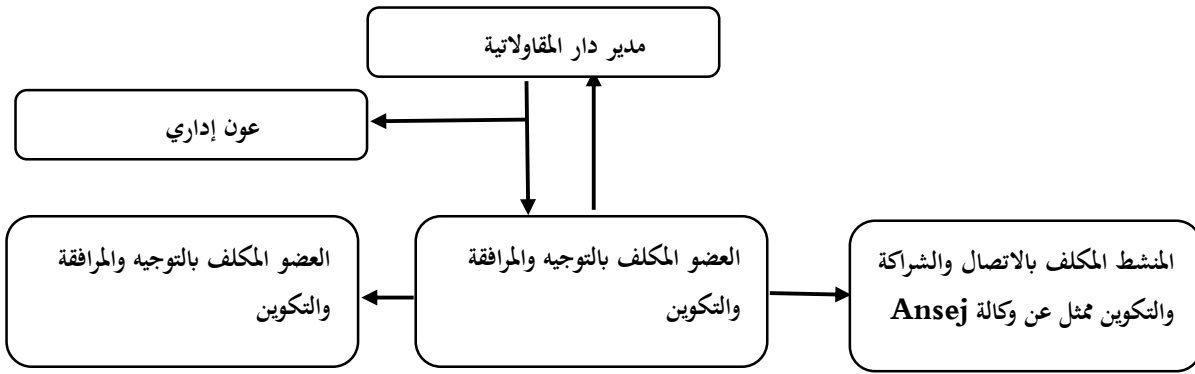 مدير دار المقاولاتية
عون إداري
المنشط المكلف بالاتصال والشراكة
والتكوين ممثل عن وكالة Ansej
العضو المكلف بالتوجيه والمرافقة
والتكوين
العضو المكلف بالتوجيه والمرافقة
والتكوين